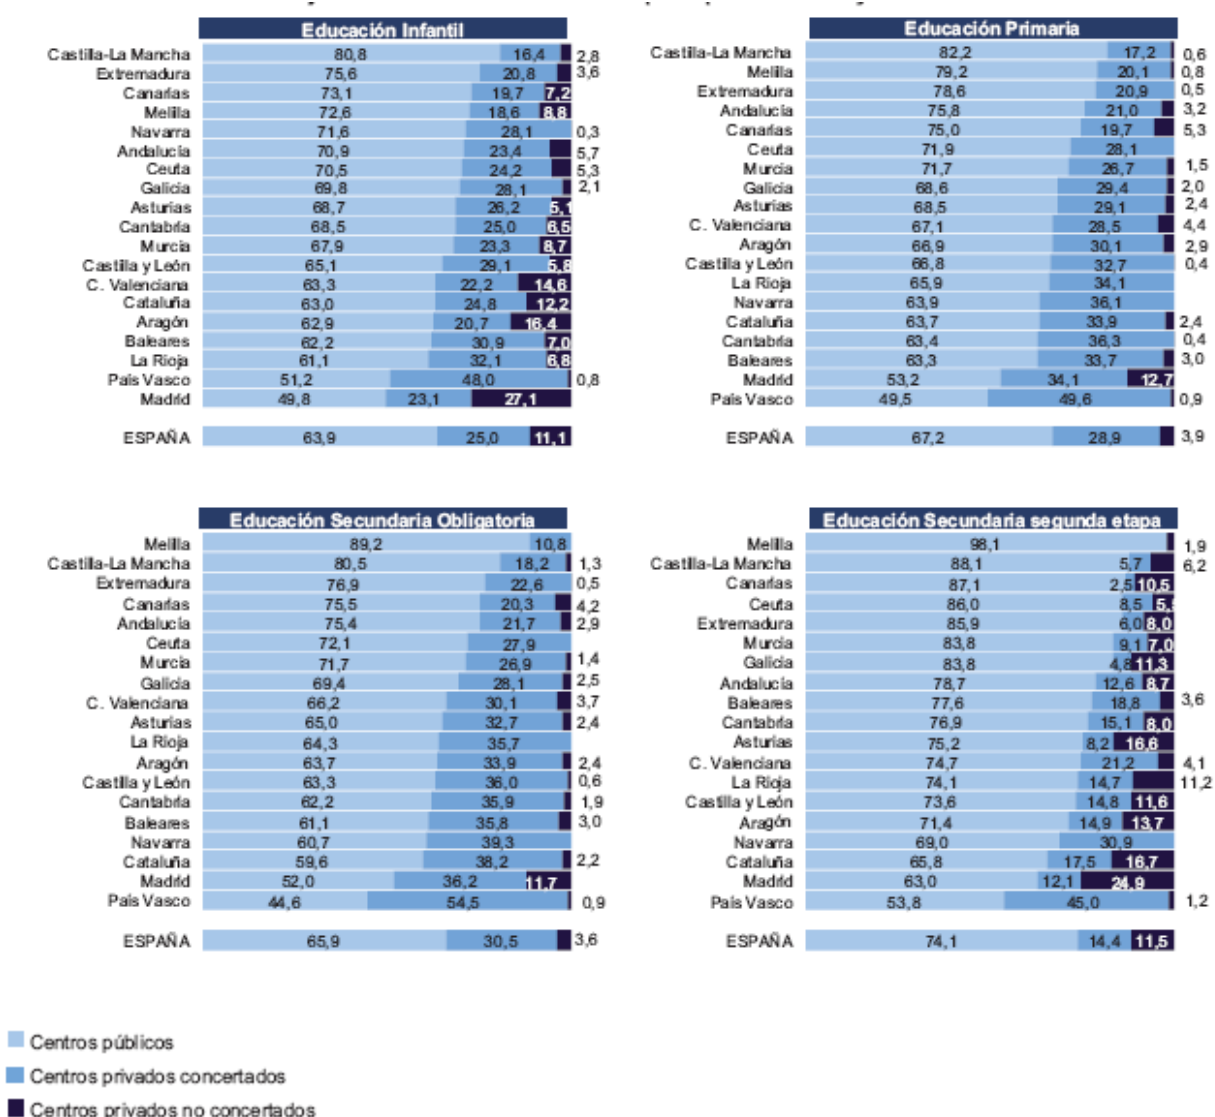 Educación Infantil
Castilla-La Mancha 80,8 16,4 2,8
Extremadura 75,6 20,8 3,6
Canarias 73,1 19,7 7,2
Melilla 72,6 18,6 8,8
Navarra 71,6 28,1 0,3
Andalucía 70,9 23,4 5,7
Ceuta 70,5 24,2 5,3
Galicia 69,8 28,1 2,1
Asturias 68,7 26,2 5,1
Cantabria 68,5 25,0 6,5
Murcia 67,9 23,3 8,7
Castilla y León 65,1 29,1 5,8
C. Valenciana 63,3 22,2 14,6
Cataluña 63,0 24,8 12,2
Aragón 62,9 20,7 16,4
Baleares 62,2 30,9 7,0
La Rioja 61,1 32,1 6,8
País Vasco 51,2 48,0 0,8
Madrid 49,8 23,1 27,1
ESPAÑA 63,9 25,0 11,1
Educación Primaria
Castilla-La Mancha 82,2 17,2 0,6
Melilla 79,2 20,1 0,8
Extremadura 78,6 20,9 0,5
Andalucía 75,8 21,0 3,2
Canarias 75,0 19,7 5,3
Ceuta 71,9 28,1
Murcia 71,7 26,7 1,5
Galicia 68,6 29,4 2,0
Asturias 68,5 29,1 2,4
C. Valenciana 67,1 28,5 4,4
Aragón 66,9 30,1 2,9
Castilla y León 66,8 32,7 0,4
La Rioja 65,9 34,1
Navarra 63,9 36,1
Cataluña 63,7 33,9 2,4
Cantabria 63,4 36,3 0,4
Baleares 63,3 33,7 3,0
Madrid 53,2 34,1 12,7
País Vasco 49,5 49,6 0,9
ESPAÑA 67,2 28,9 3,9
Educación Secundaria Obligatoria
Melilla 89,2 10,8
Castilla-La Mancha 80,5 18,2 1,3
Extremadura 76,9 22,6 0,5
Canarias 75,5 20,3 4,2
Andalucía 75,4 21,7 2,9
Ceuta 72,1 27,9
Murcia 71,7 26,9 1,4
Galicia 69,4 28,1 2,5
C. Valenciana 66,2 30,1 3,7
Asturias 65,0 32,7 2,4
La Rioja 64,3 35,7
Aragón 63,7 33,9 2,4
Castilla y León 63,3 36,0 0,6
Cantabria 62,2 35,9 1,9
Baleares 61,1 35,8 3,0
Navarra 60,7 39,3
Cataluña 59,6 38,2 2,2
Madrid 52,0 36,2 11,7
País Vasco 44,6 54,5 0,9
ESPAÑA 65,9 30,5 3,6
Educación Secundaria segunda etapa
Melilla 98,1 1,9
Castilla-La Mancha 88,1 5,7 6,2
Canarias 87,1 2,5 10,5
Ceuta 86,0 8,5
Extremadura 85,9 6,0 8,0
Murcia 83,8 9,1 7,0
Galicia 83,8 4,8 11,3
Andalucía 78,7 12,6 8,7
Baleares 77,6 18,8 3,6
Cantabria 76,9 15,1 8,0
Asturias 75,2 8,2 16,6
C. Valenciana 74,7 21,2 4,1
La Rioja 74,1 14,7 11,2
Castilla y León 73,6 14,8 11,6
Aragón 71,4 14,9 13,7
Navarra 69,0 30,9
Cataluña 65,8 17,5 16,7
Madrid 63,0 12,1 24,9
País Vasco 53,8 45,0 1,2
ESPAÑA 74,1 14,4 11,5
Centros públicos
Centros privados concertados
Centros privados no concertados